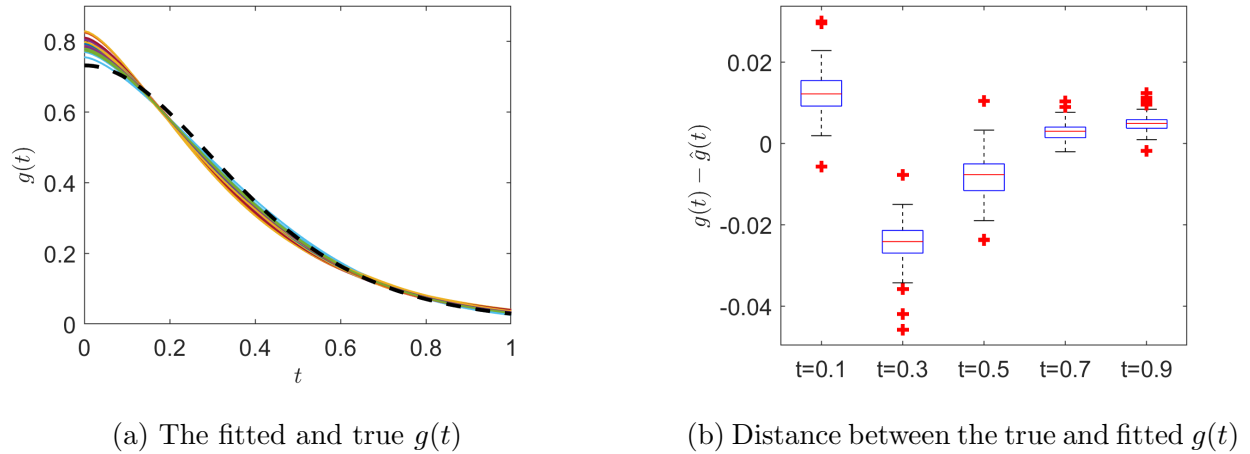 0.8
0.6
0.4
0.2
0
g(t)
0 0.2 0.4 0.6 0.8 1
t
0.02
0
-0.02
-0.04
g(t) − ĝ(t)
t=0.1 t=0.3 t=0.5 t=0.7 t=0.9
(a) The fitted and true g(t)
(b) Distance between the true and fitted g(t)